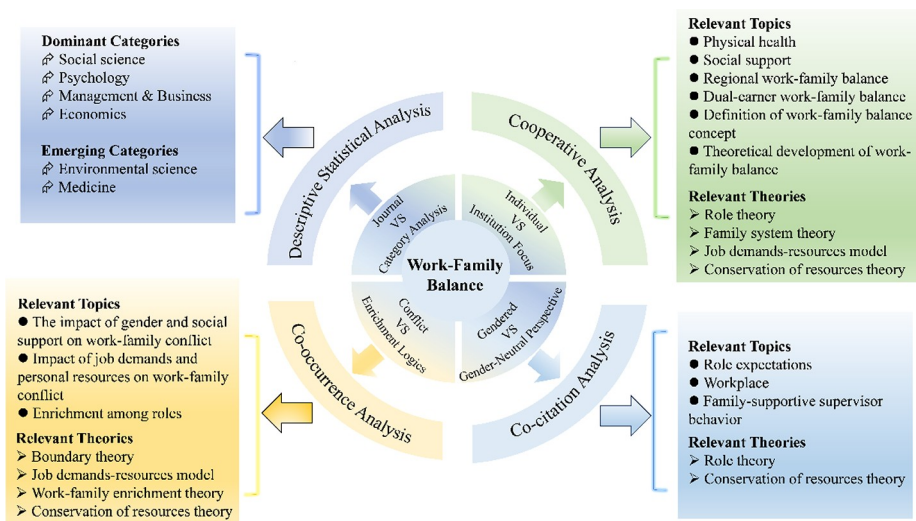 Dominant Categories
Social science
Psychology
Management & Business
Economics
Emerging Categories
Environmental science
Medicine
Relevant Topics
Physical health
Social support
Regional work-family balance
Dual-earner work-family balance
Definition of work-family balance
concept
Theoretical development of work-
family balance
Relevant Theories
Role theory
Family system theory
Job demands-resources model
Conservation of resources theory
Descriptive Statistical Analysis
Cooperative Analysis
Journal
VS
Category Analysis
Individual
VS
Institution Focus
Work-Family
Balance
Conflict
VS
Enrichment Logics
Gendered
VS
Gender-Neutral Perspective
Co-occurrence Analysis
Co-citation Analysis
Relevant Topics
The impact of gender and social
support on work-family conflict
Impact of job demands and
personal resources on work-family
conflict
Enrichment among roles
Relevant Theories
Boundary theory
Job demands-resources model
Work-family enrichment theory
Conservation of resources theory
Relevant Topics
Role expectations
Workplace
Family-supportive supervisor
behavior
Relevant Theories
Role theory
Conservation of resources theory